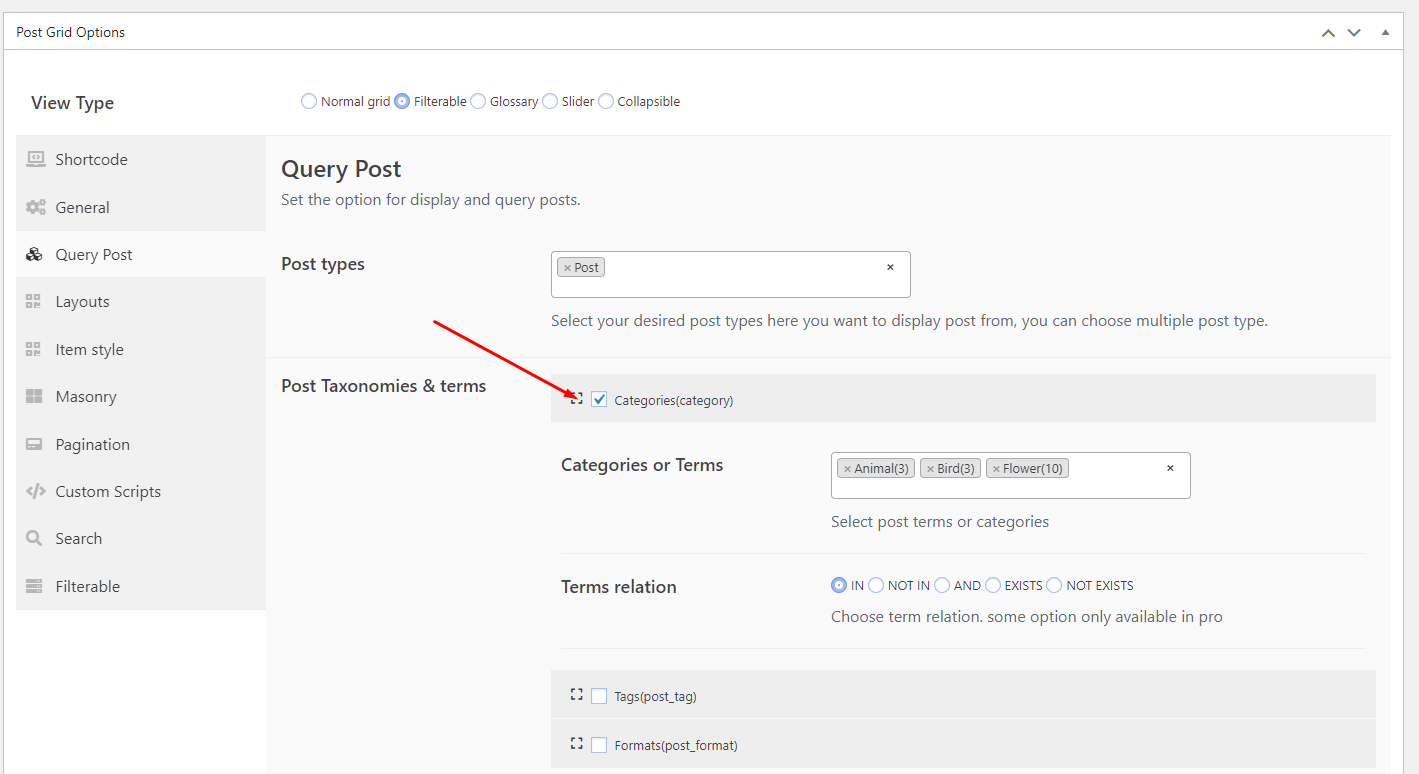 Post Grid Options
View Type
Normal grid Filterable Glossary Slider Collapsible
Shortcode
General
Query Post
Layouts
Item style
Masonry
Pagination
Custom Scripts
Search
Filterable
Query Post
Set the option for display and query posts.
Post types
× Post ×
Select your desired post types here you want to display post from, you can choose multiple post type.
Post Taxonomies & terms
Categories(category)
Categories or Terms
× Animal(3) × Bird(3) × Flower(10) ×
Select post terms or categories
Terms relation
IN NOT IN AND EXISTS NOT EXISTS
Choose term relation. some option only available in pro
Tags(post_tag)
Formats(post_format)